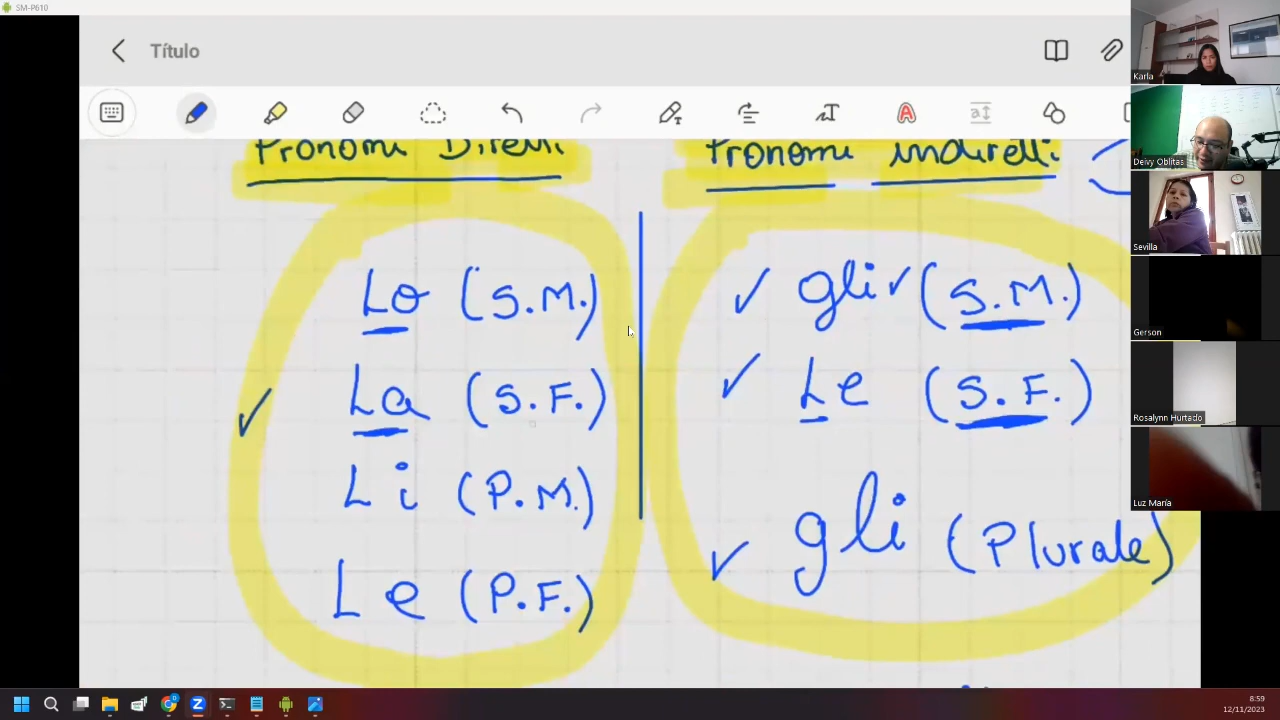 SM-P610
Título
Karla
Pronomi Diretti
Pronomi indiretti
Deivy Oblitas
Lo (S.M.)
gli (S.M.)
Sevilla
La (S.F.)
Le (S.F.)
Gerson
Li (P.M.)
gli (Plurale)
Rosalynn Hurtado
Le (P.F.)
Luz María
8:59
12/11/2023